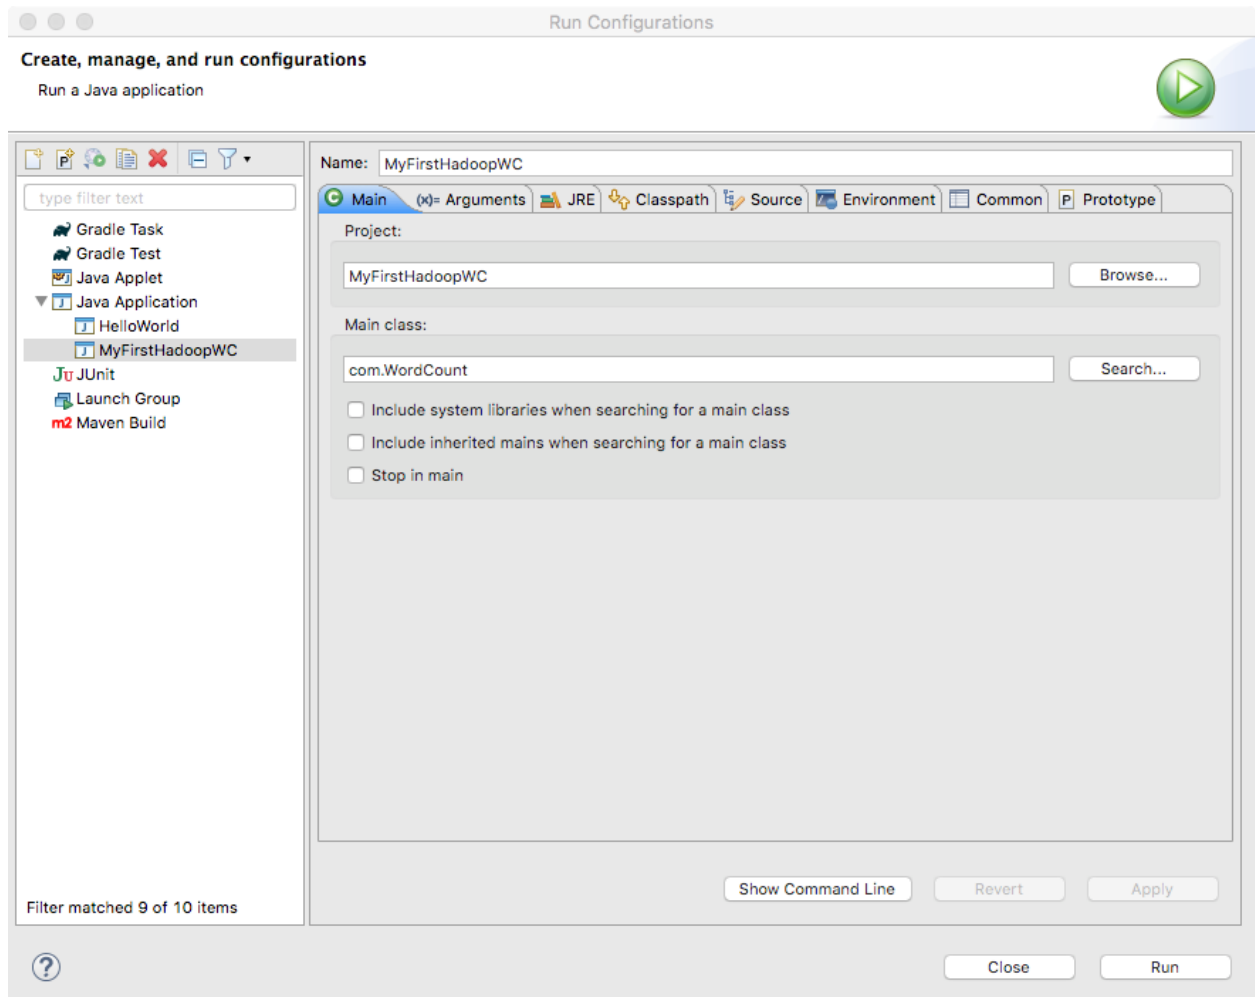 Run Configurations
Create, manage, and run configurations
Run a Java application
type filter text
Gradle Task
Gradle Test
Java Applet
Java Application
HelloWorld
MyFirstHadoopWC
Ju JUnit
Launch Group
m2 Maven Build
Filter matched 9 of 10 items
Name: MyFirstHadoopWC
Main (x)= Arguments JRE Classpath Source Environment Common P Prototype
Project:
MyFirstHadoopWC Browse...
Main class:
com.WordCount Search...
Include system libraries when searching for a main class
Include inherited mains when searching for a main class
Stop in main
Show Command Line Revert Apply
? Close Run